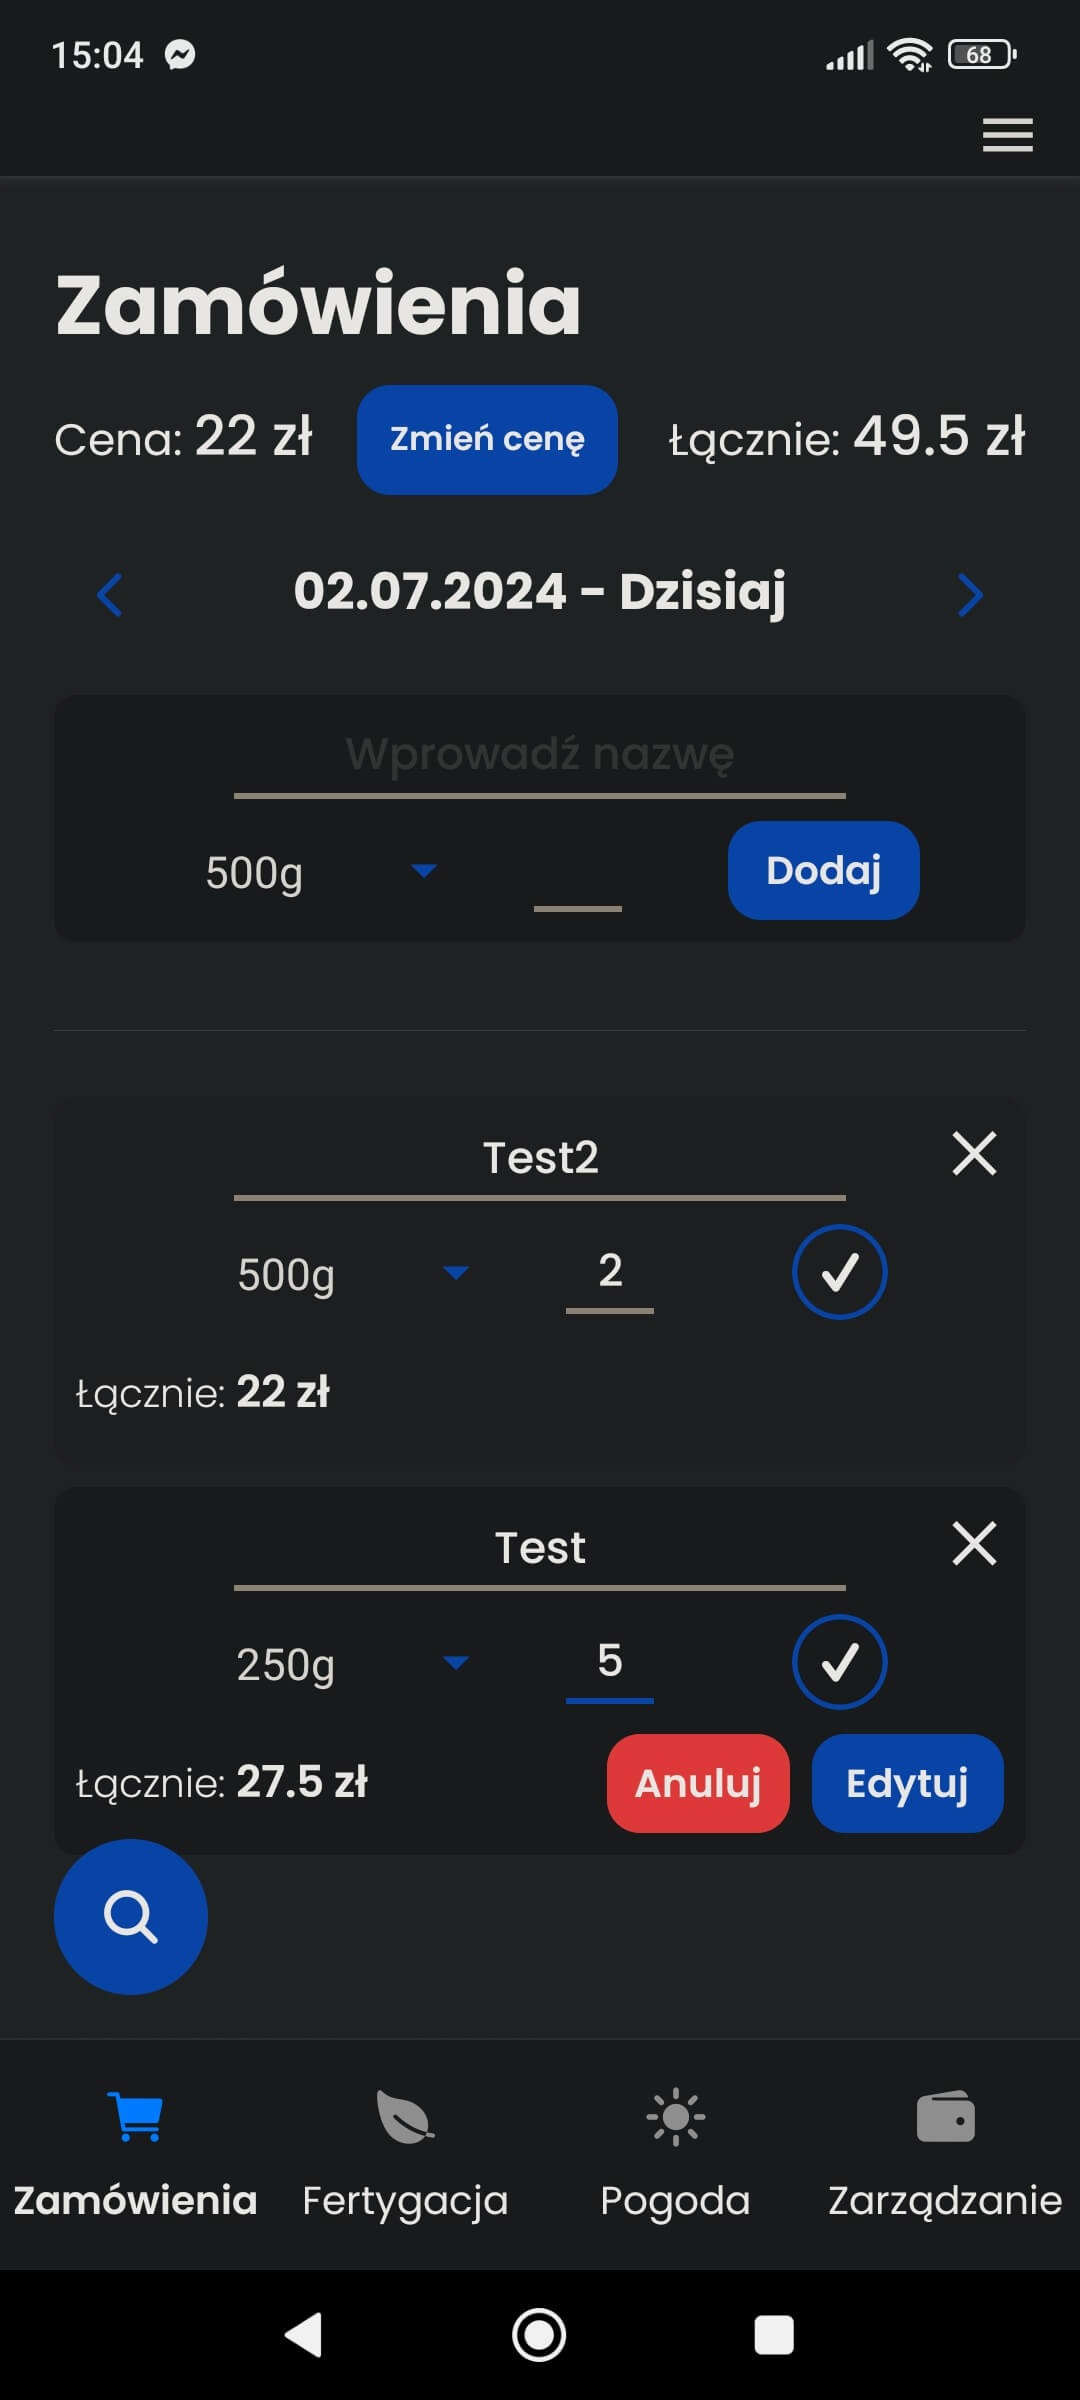 15:04
68
Zamówienia
Cena: 22 zł Zmień cenę Łącznie: 49.5 zł
02.07.2024 - Dzisiaj
Wprowadź nazwę
500g Dodaj
Test2
500g 2
Łącznie: 22 zł
Test
250g 5
Łącznie: 27.5 zł Anuluj Edytuj
Zamówienia Fertygacja Pogoda Zarządzanie